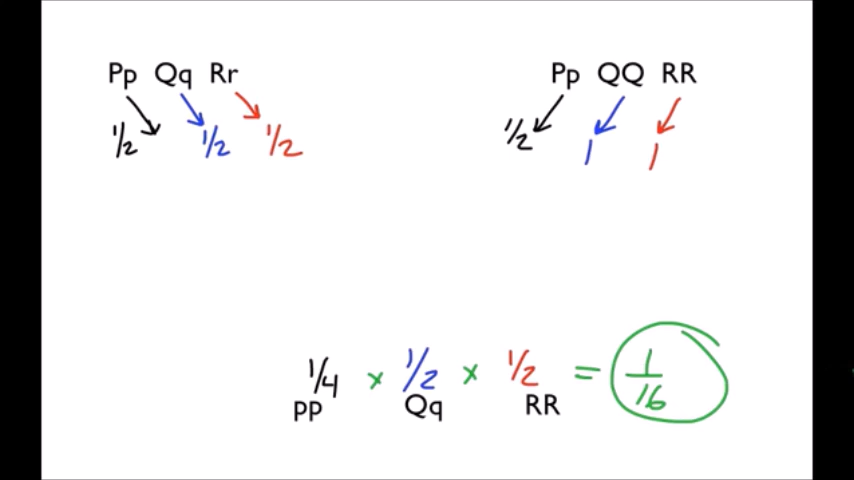 Pp Qq Rr
Pp QQ RR
1/2 1/2 1/2
1/2 1 1
1/4 x 1/2 x 1/2 = 1/16
pp Qq RR